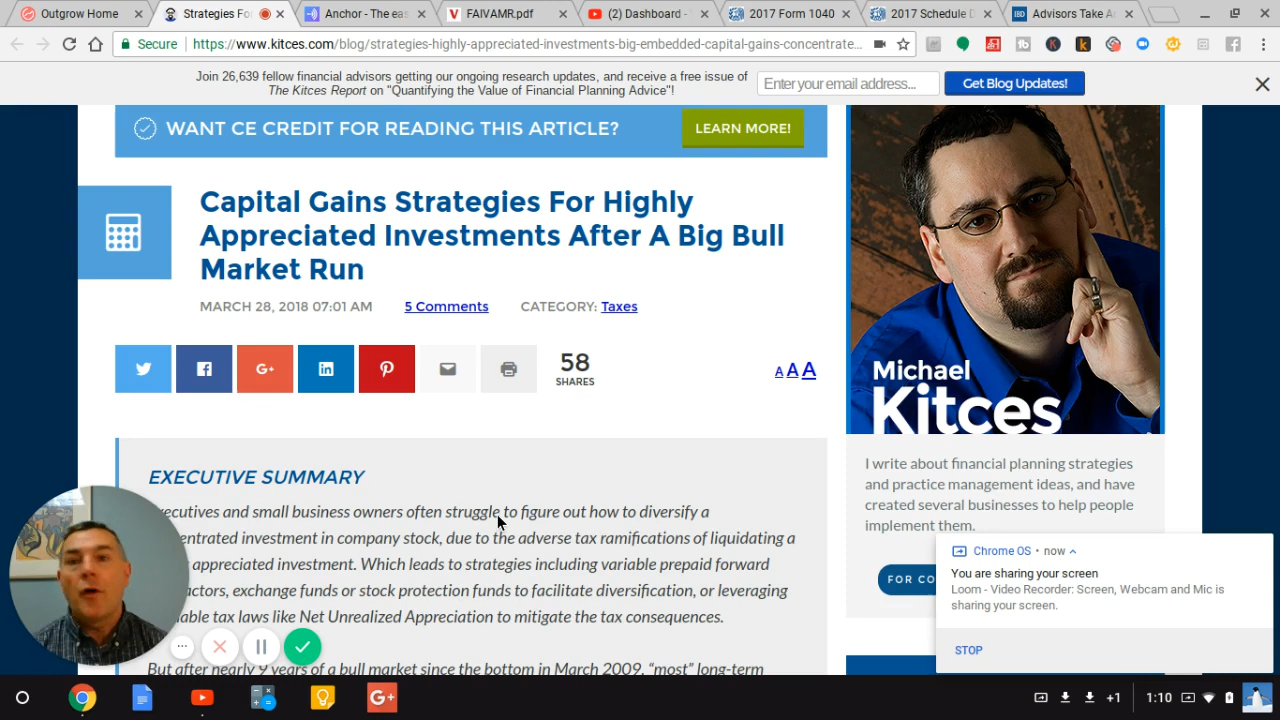 Outgrow Home
Strategies Fo
Anchor - The eas
FAIVAMR.pdf
(2) Dashboard -
2017 Form 1040
2017 Schedule D
IBD
Advisors Take A
Secure
https://www.kitces.com/blog/strategies-highly-appreciated-investments-big-embedded-capital-gains-concentrate...
Join 26,639 fellow financial advisors getting our ongoing research updates, and receive a free issue of
The Kitces Report on "Quantifying the Value of Financial Planning Advice"!
Enter your email address...
Get Blog Updates!
WANT CE CREDIT FOR READING THIS ARTICLE?
LEARN MORE!
Capital Gains Strategies For Highly
Appreciated Investments After A Big Bull
Market Run
MARCH 28, 2018 07:01 AM
5 Comments
CATEGORY: Taxes
58
SHARES
A A A
EXECUTIVE SUMMARY
xecutives and small business owners often struggle to figure out how to diversify a
entrated investment in company stock, due to the adverse tax ramifications of liquidating a
appreciated investment. Which leads to strategies including variable prepaid forward
actors, exchange funds or stock protection funds to facilitate diversification, or leveraging
able tax laws like Net Unrealized Appreciation to mitigate the tax consequences.
But after nearly 9 years of a bull market since the bottom in March 2009, “most” long-term
Michael
Kitces
I write about financial planning strategies
and practice management ideas, and have
created several businesses to help people
implement them.
FOR CO
Chrome OS • now
You are sharing your screen
Loom - Video Recorder: Screen, Webcam and Mic is
sharing your screen.
STOP
G+
+1
1:10